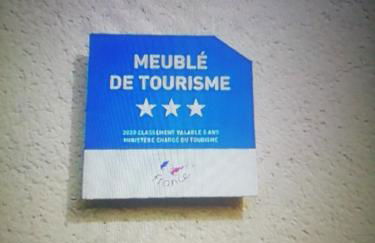 MEUBLÉ
DE TOURISME
2020 CLASSEMENT VALABLE 5 ANS
MINISTÈRE CHARGÉ DU TOURISME
France